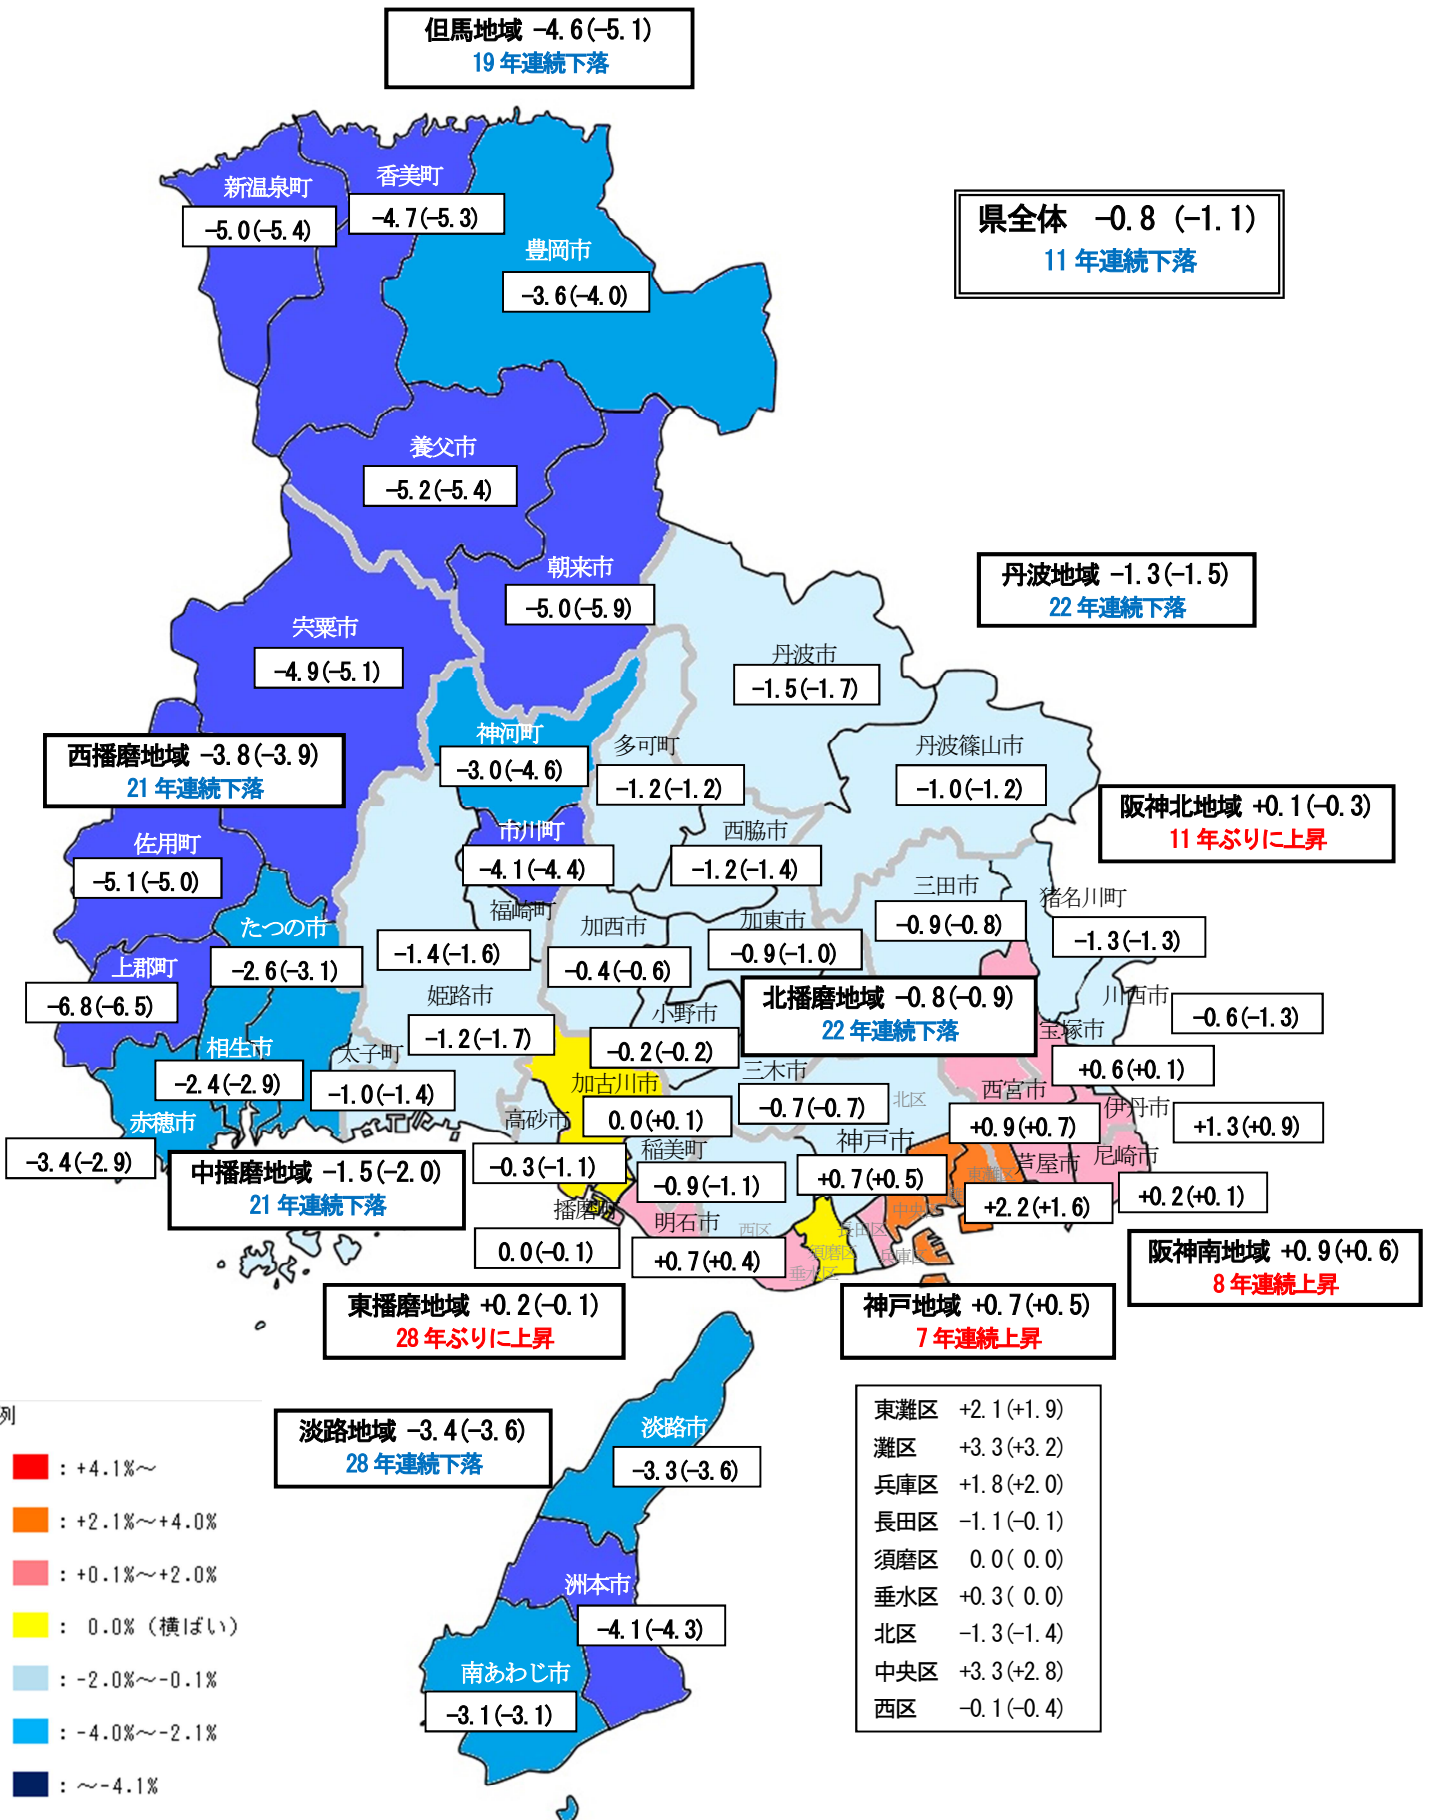 但馬地域 -4.6(-5.1)
19年連続下落
新温泉町
-5.0(-5.4)
香美町
-4.7(-5.3)
豊岡市
-3.6(-4.0)
県全体 -0.8 (-1.1)
11年連続下落
養父市
-5.2(-5.4)
朝来市
-5.0(-5.9)
丹波地域 -1.3(-1.5)
22年連続下落
宍粟市
-4.9(-5.1)
丹波市
-1.5(-1.7)
西播磨地域 -3.8(-3.9)
21年連続下落
神河町
-3.0(-4.6)
多可町
-1.2(-1.2)
丹波篠山市
-1.0(-1.2)
阪神北地域 +0.1(-0.3)
11年ぶりに上昇
佐用町
-5.1(-5.0)
市川町
-4.1(-4.4)
西脇市
-1.2(-1.4)
三田市
-0.9(-0.8)
猪名川町
-1.3(-1.3)
たつの市
-2.6(-3.1)
福崎町
-1.4(-1.6)
加西市
-0.4(-0.6)
加東市
-0.9(-1.0)
上郡町
-6.8(-6.5)
姫路市
-1.2(-1.7)
小野市
-0.2(-0.2)
北播磨地域 -0.8(-0.9)
22年連続下落
川西市
-0.6(-1.3)
宝塚市
+0.6(+0.1)
相生市
-2.4(-2.9)
太子町
-1.0(-1.4)
加古川市
0.0(+0.1)
三木市
-0.7(-0.7)
北区
西宮市
+0.9(+0.7)
伊丹市
+1.3(+0.9)
赤穂市
-3.4(-2.9)
高砂市
-0.3(-1.1)
稲美町
-0.9(-1.1)
神戸市
+0.7(+0.5)
東灘区
芦屋市
+2.2(+1.6)
尼崎市
+0.2(+0.1)
中播磨地域 -1.5(-2.0)
21年連続下落
播磨町
0.0(-0.1)
明石市
+0.7(+0.4)
西区
垂水区
須磨区
長田区
兵庫区
中央区
阪神南地域 +0.9(+0.6)
8年連続上昇
東播磨地域 +0.2(-0.1)
28年ぶりに上昇
神戸地域 +0.7(+0.5)
7年連続上昇
淡路地域 -3.4(-3.6)
28年連続下落
淡路市
-3.3(-3.6)
洲本市
-4.1(-4.3)
南あわじ市
-3.1(-3.1)
東灘区 +2.1(+1.9)
灘区 +3.3(+3.2)
兵庫区 +1.8(+2.0)
長田区 -1.1(-0.1)
須磨区 0.0( 0.0)
垂水区 +0.3( 0.0)
北区 -1.3(-1.4)
中央区 +3.3(+2.8)
西区 -0.1(-0.4)
例
：+4.1%～
：+2.1%～+4.0%
：+0.1%～+2.0%
： 0.0%（横ばい）
：-2.0%～-0.1%
：-4.0%～-2.1%
：～-4.1%